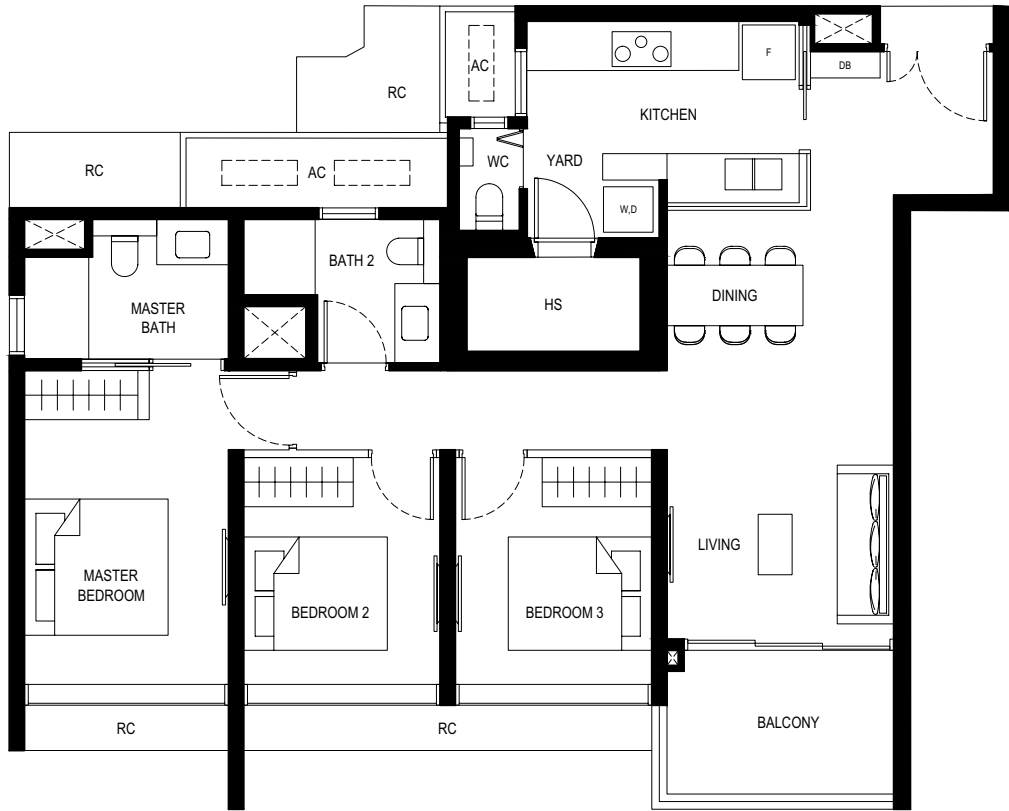 F
AC
DB
RC
KITCHEN
WC
YARD
RC
AC
W,D
BATH 2
DINING
MASTER
BATH
HS
LIVING
MASTER
BEDROOM
BEDROOM 2
BEDROOM 3
BALCONY
RC
RC